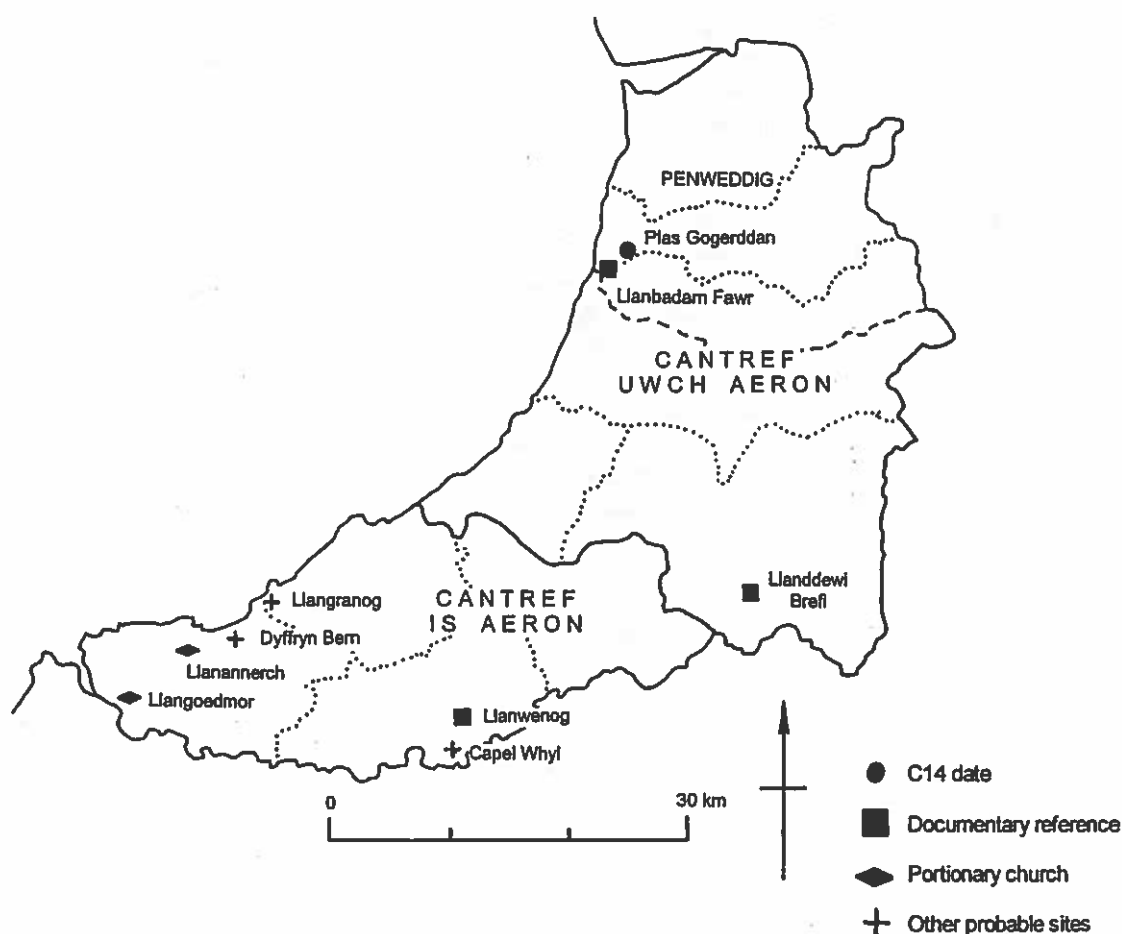 PENWEDDIG
Plas Gogerddan
Llanbadarn Fawr
CANTREF
UWCH AERON
Llanddewi
Brefi
Llangranog
CANTREF
IS AERON
Dyffryn Bern
Llanannerch
Llangoedmor
Llanwenog
Capel Whyl
0
30 km
C14 date
Documentary reference
Portionary church
Other probable sites